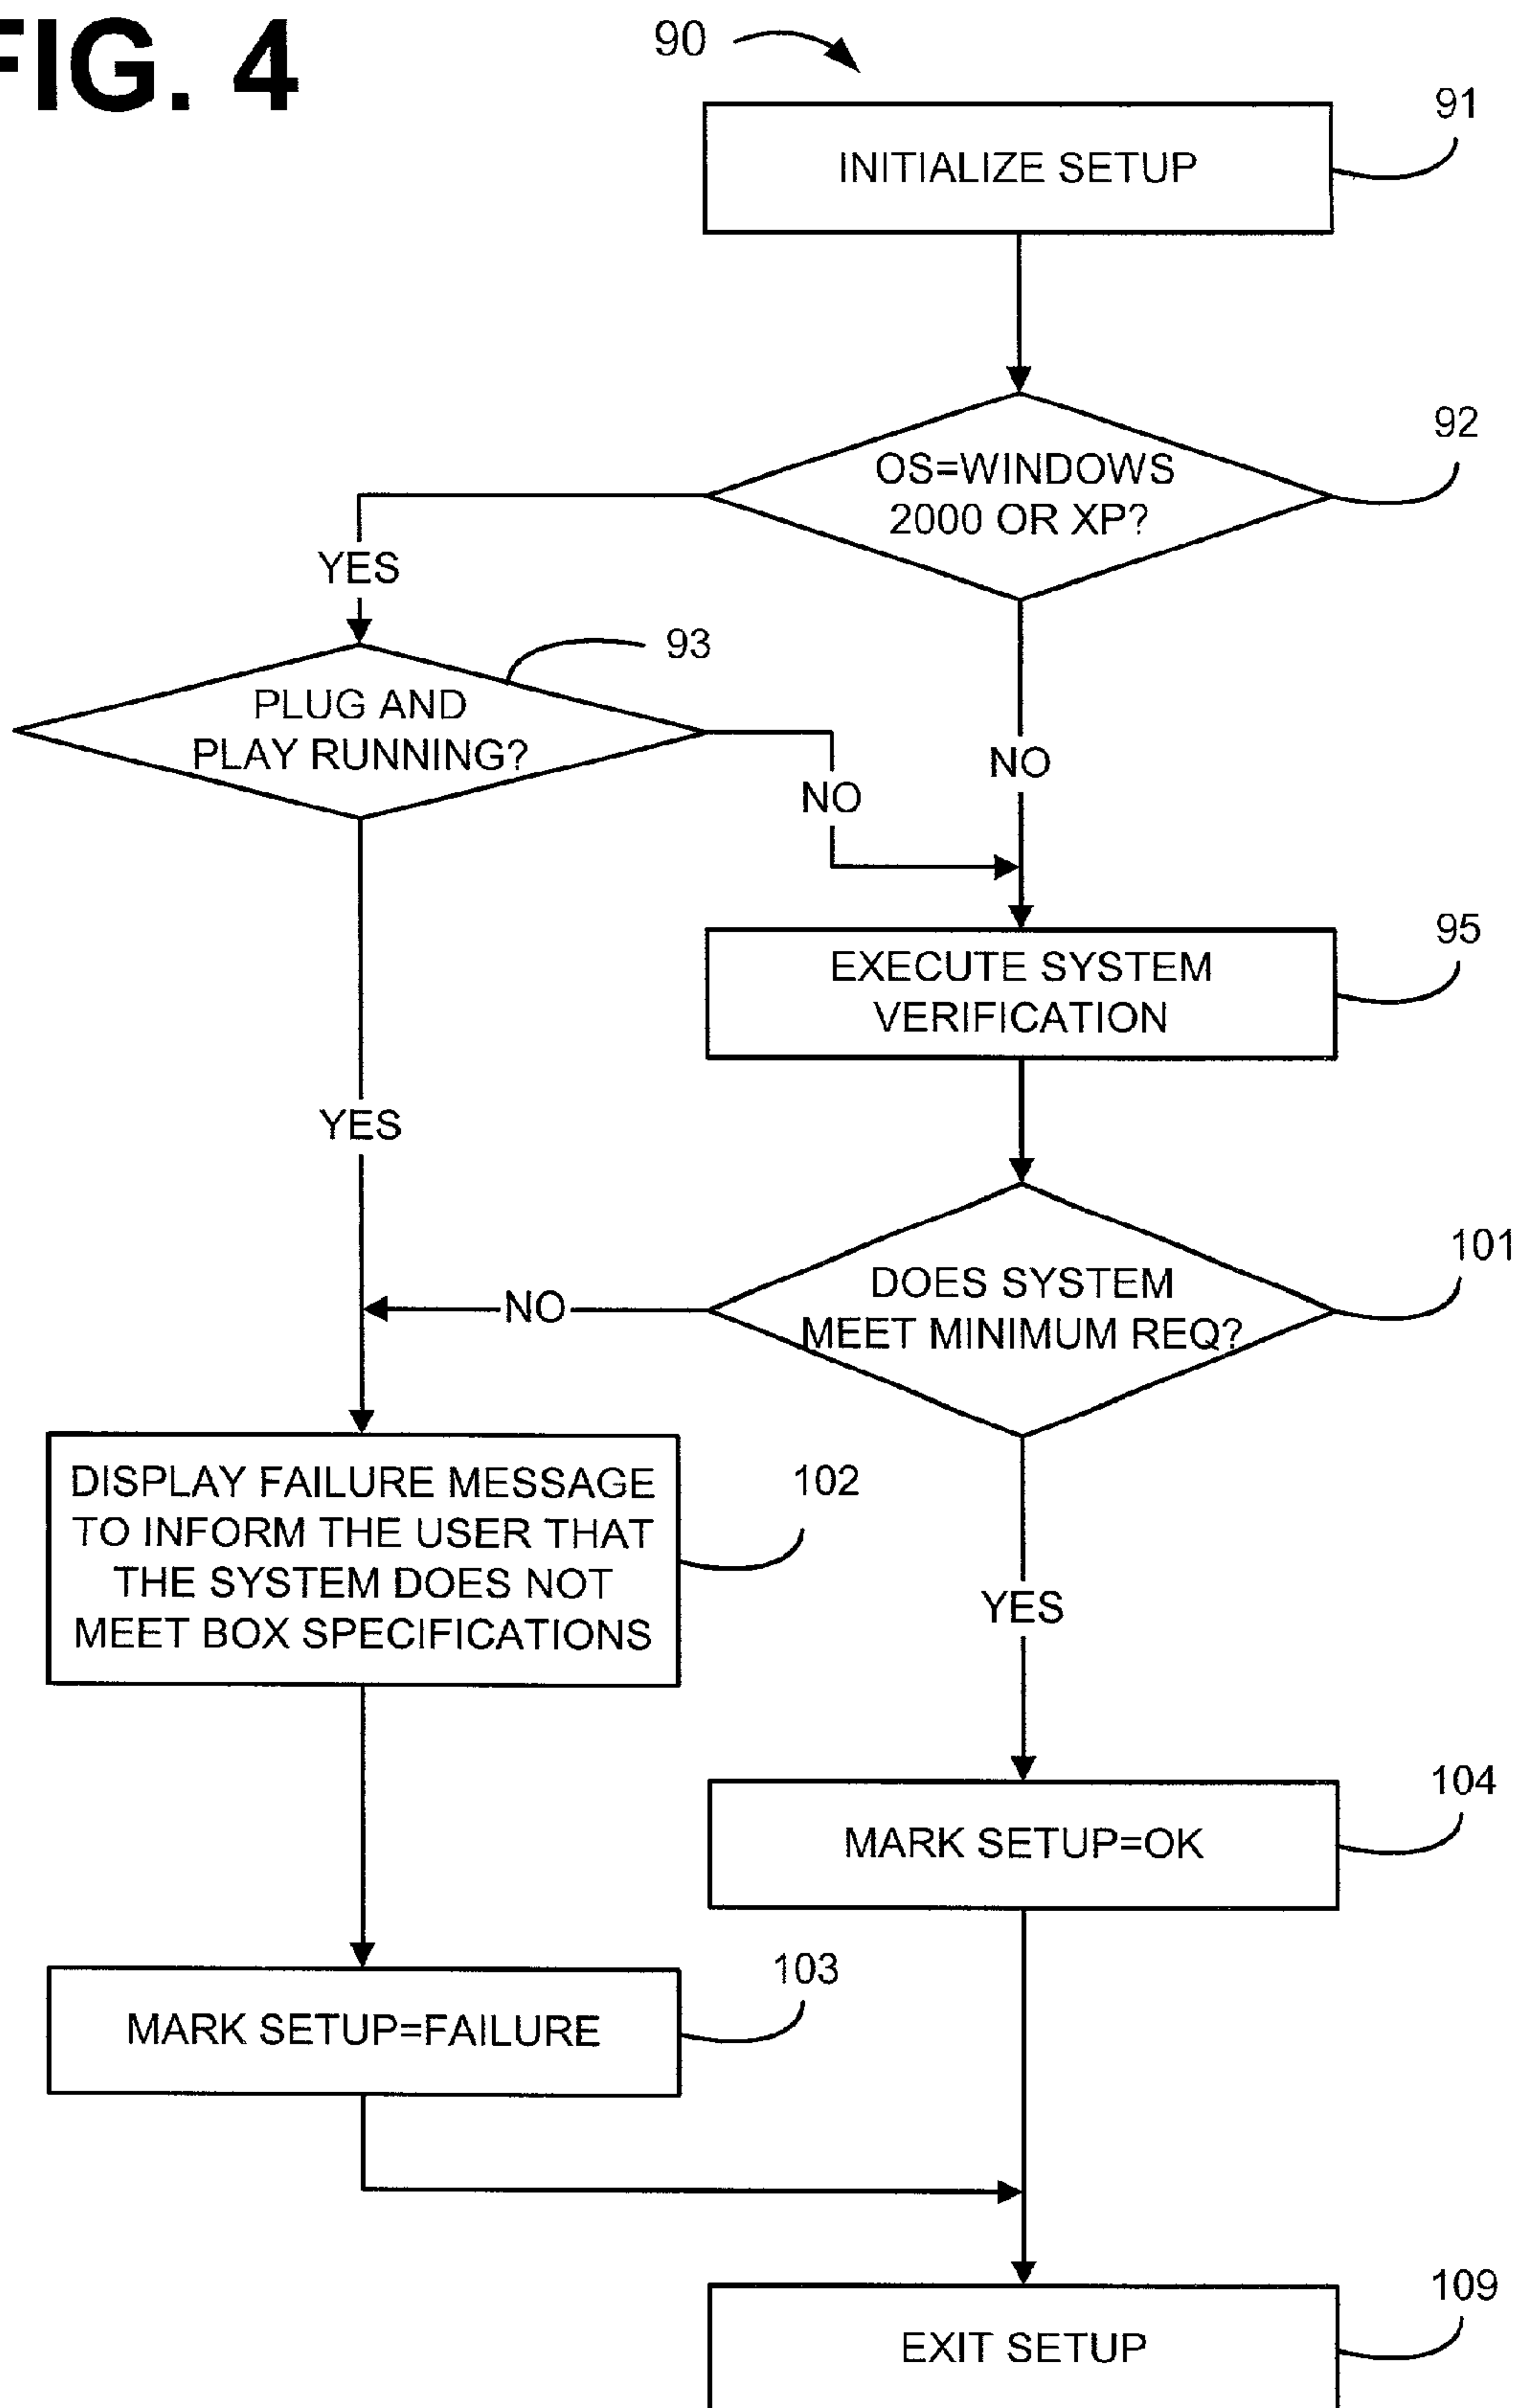 FIG. 4
90
INITIALIZE SETUP
91
OS=WINDOWS
2000 OR XP?
92
YES
NO
PLUG AND
PLAY RUNNING?
93
NO
YES
EXECUTE SYSTEM
VERIFICATION
95
DOES SYSTEM
MEET MINIMUM REQ?
101
NO
YES
DISPLAY FAILURE MESSAGE
TO INFORM THE USER THAT
THE SYSTEM DOES NOT
MEET BOX SPECIFICATIONS
102
MARK SETUP=OK
104
MARK SETUP=FAILURE
103
EXIT SETUP
109